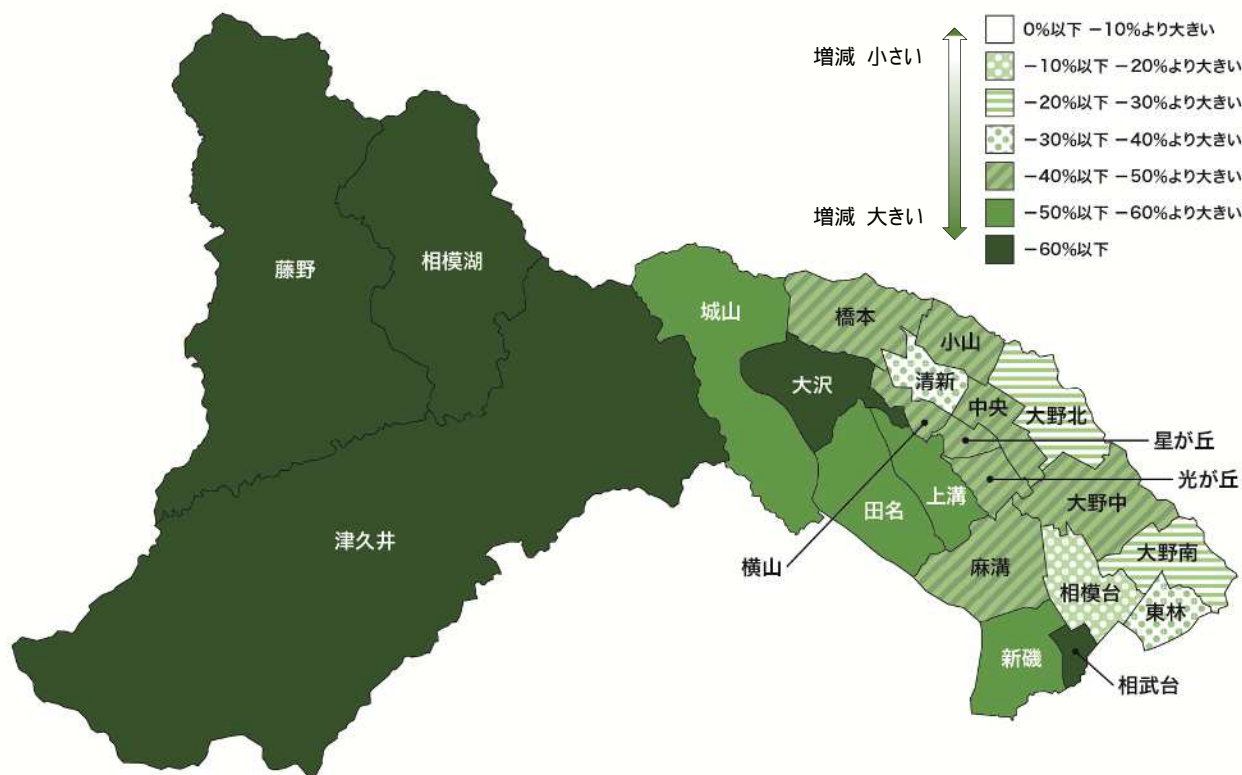 増減 小さい
増減 大きい
0%以下 −10%より大きい
−10%以下 −20%より大きい
−20%以下 −30%より大きい
−30%以下 −40%より大きい
−40%以下 −50%より大きい
−50%以下 −60%より大きい
−60%以下
藤野
相模湖
津久井
城山
橋本
小山
大沢
清新
中央
大野北
星が丘
光が丘
上溝
田名
大野中
横山
麻溝
大野南
相模台
東林
新磯
相武台